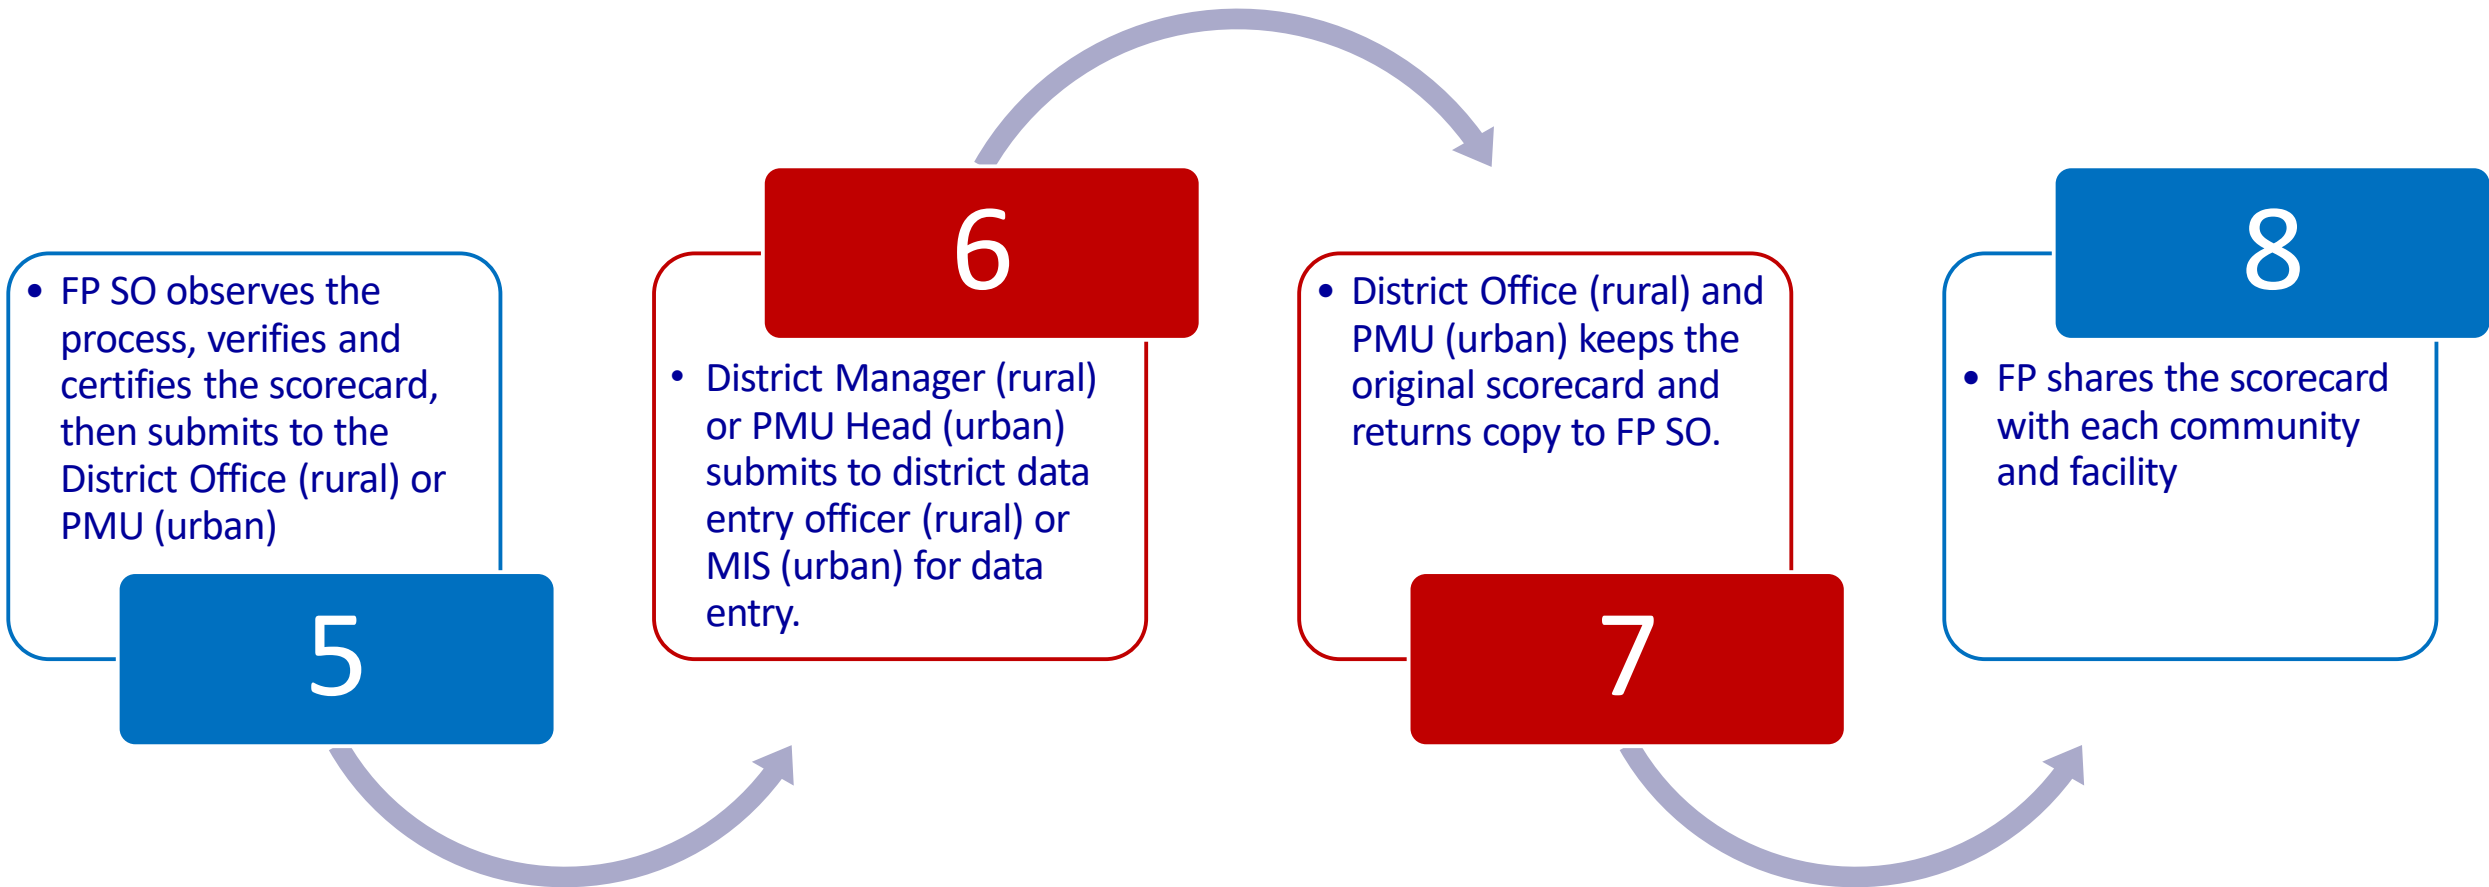 • FP SO observes the
process, verifies and
certifies the scorecard,
then submits to the
District Office (rural) or
PMU (urban)
5
6
• District Manager (rural)
or PMU Head (urban)
submits to district data
entry officer (rural) or
MIS (urban) for data
entry.
• District Office (rural) and
PMU (urban) keeps the
original scorecard and
returns copy to FP SO.
7
8
• FP shares the scorecard
with each community
and facility